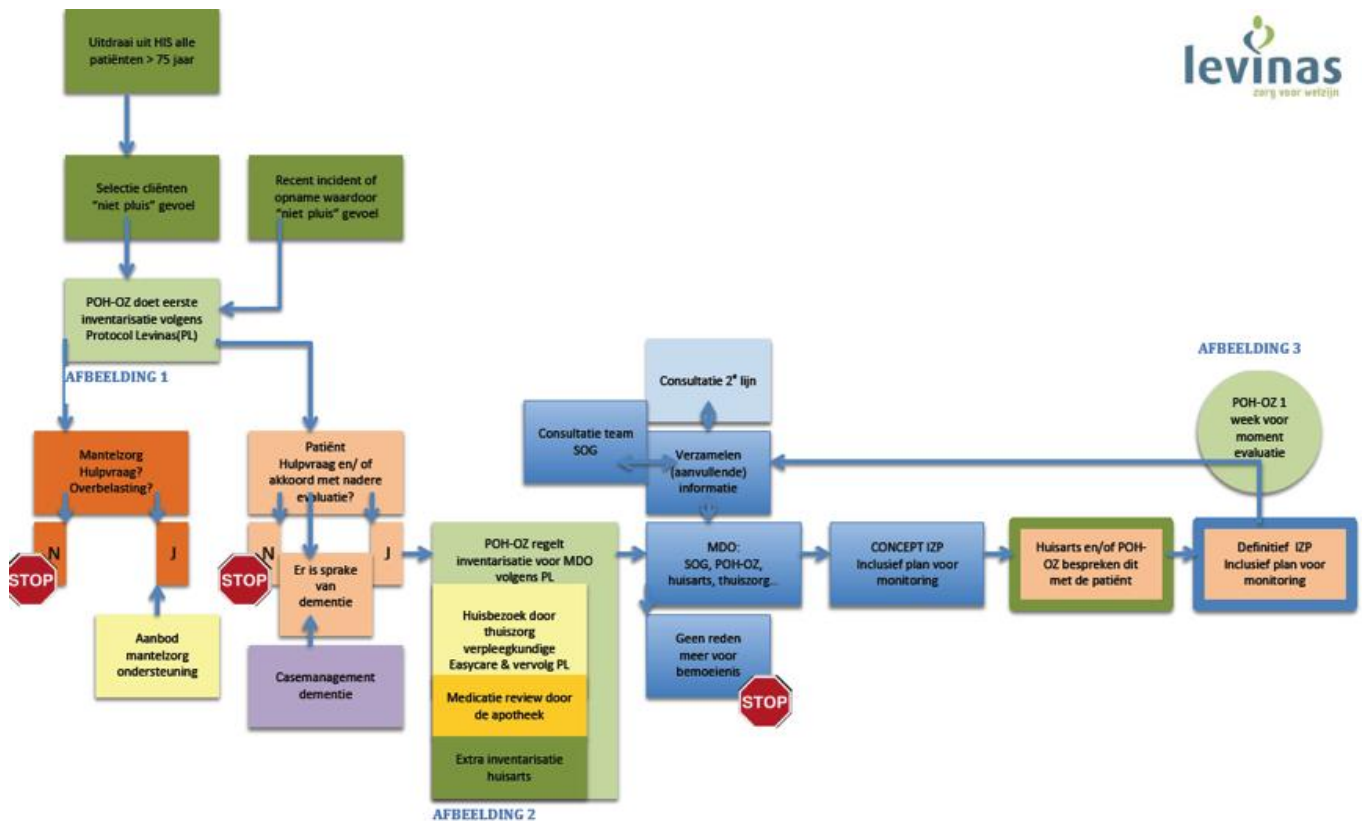 Uitdraai uit HIS alle
patiënten > 75 jaar
levinas
zorg voor welzijn
Selectie cliënten
"niet pluis" gevoel
Recent incident of
opname waardoor
"niet pluis" gevoel
POH-OZ doet eerste
inventarisatie volgens
Protocol Levinas(PL)
AFBEELDING 1
Mantelzorg
Hulpvraag?
Overbelasting?
N
STOP
J
Aanbod
mantelzorg
ondersteuning
Patiënt
Hulpvraag en/ of
akkoord met nadere
evaluatie?
N
STOP
J
Er is sprake
van
dementie
Casemanagement
dementie
POH-OZ regelt
inventarisatie voor MDO
volgens PL
Huisbezoek door
thuiszorg
verpleegkundige
Easycare & vervolg PL
Medicatie review door
de apotheek
Extra inventarisatie
huisarts
AFBEELDING 2
Consultatie 2e lijn
Consultatie team
SOG
Verzamelen
(aanvullende)
informatie
MDO:
SOG, POH-OZ,
huisarts, thuiszorg...
Geen reden
meer voor
bemoeienis
STOP
CONCEPT IZP
Inclusief plan voor
monitoring
Huisarts en/of POH-
OZ bespreken dit
met de patiënt
AFBEELDING 3
POH-OZ 1
week voor
moment
evaluatie
Definitief IZP
Inclusief plan voor
monitoring